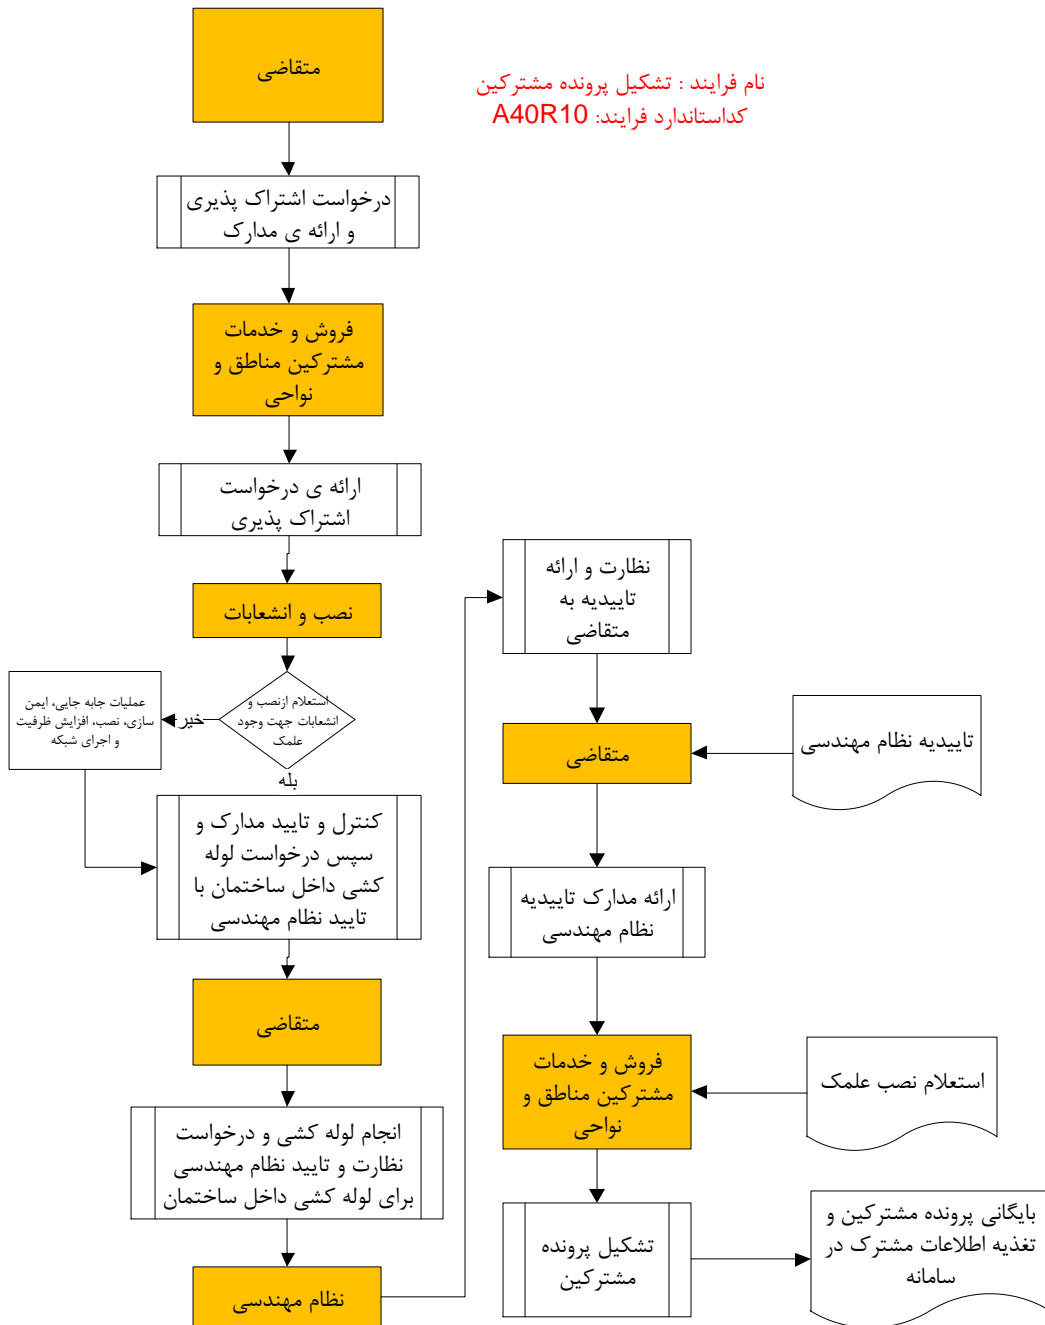 نام فرایند : تشکیل پرونده مشترکین
کداستاندارد فرایند: A40R10
متقاضی
درخواست اشتراک پذیری
و ارائه ی مدارک
فروش و خدمات
مشترکین مناطق و
نواحی
ارائه ی درخواست
اشتراک پذیری
نصب و انشعابات
استعلام ازنصب و
انشعابات جهت وجود
علمک
خیر
عملیات جابه جایی، ایمن
سازی، نصب، افزایش ظرفیت
و اجرای شبکه
بله
کنترل و تایید مدارک و
سپس درخواست لوله
کشی داخل ساختمان با
تایید نظام مهندسی
متقاضی
انجام لوله کشی و درخواست
نظارت و تایید نظام مهندسی
برای لوله کشی داخل ساختمان
نظام مهندسی
نظارت و ارائه
تاییدیه به
متقاضی
متقاضی
تاییدیه نظام مهندسی
ارائه مدارک تاییدیه
نظام مهندسی
فروش و خدمات
مشترکین مناطق و
نواحی
استعلام نصب علمک
تشکیل پرونده
مشترکین
بایگانی پرونده مشترکین و
تغذیه اطلاعات مشترک در
سامانه